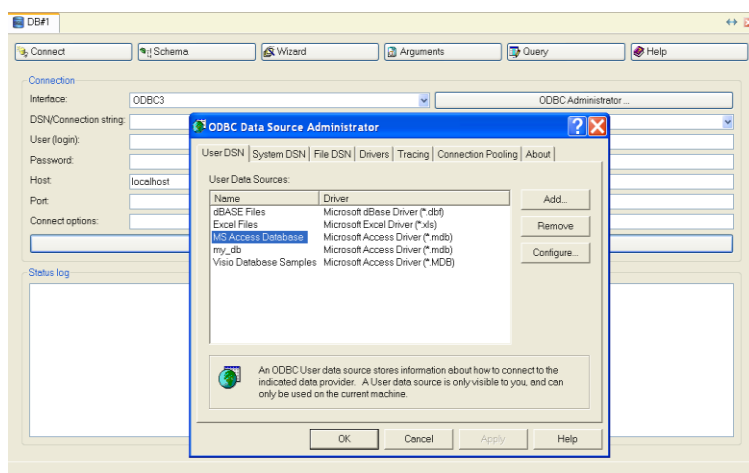 DB#1
Connect Schema Wizard Arguments Query Help
Connection
Interface: ODBC3 ODBC Administrator ...
DSN/Connection string:
User (login):
Password:
Host: localhost
Port:
Connect options:
Status log
ODBC Data Source Administrator
User DSN System DSN File DSN Drivers Tracing Connection Pooling About
User Data Sources:
Name Driver
dBASE Files Microsoft dBase Driver (*.dbf)
Excel Files Microsoft Excel Driver (*.xls)
MS Access Database Microsoft Access Driver (*.mdb)
my_db Microsoft Access Driver (*.mdb)
Visio Database Samples Microsoft Access Driver (*.MDB)
Add...
Remove
Configure...
An ODBC User data source stores information about how to connect to the
indicated data provider. A User data source is only visible to you, and can
only be used on the current machine.
OK Cancel Apply Help